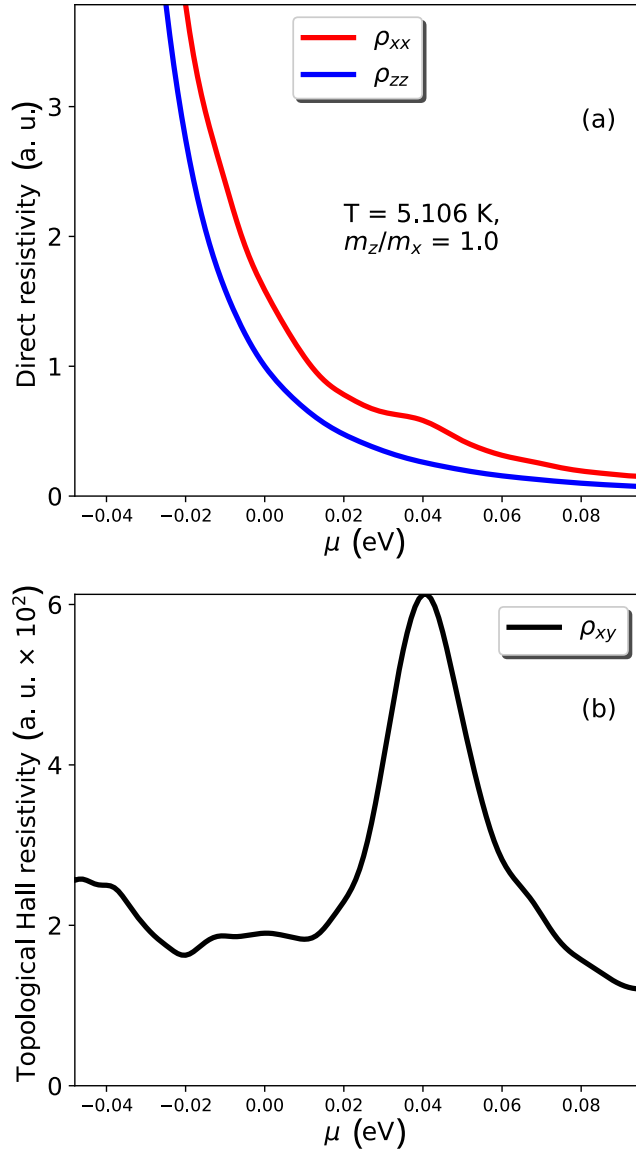 ρxx
ρzz
(a)
T = 5.106 K,
mz/mx = 1.0
Direct resistivity (a. u.)
3
2
1
0
−0.04 −0.02 0.00 0.02 0.04 0.06 0.08
μ (eV)
ρxy
(b)
Topological Hall resistivity (a. u. × 10²)
6
4
2
0
−0.04 −0.02 0.00 0.02 0.04 0.06 0.08
μ (eV)